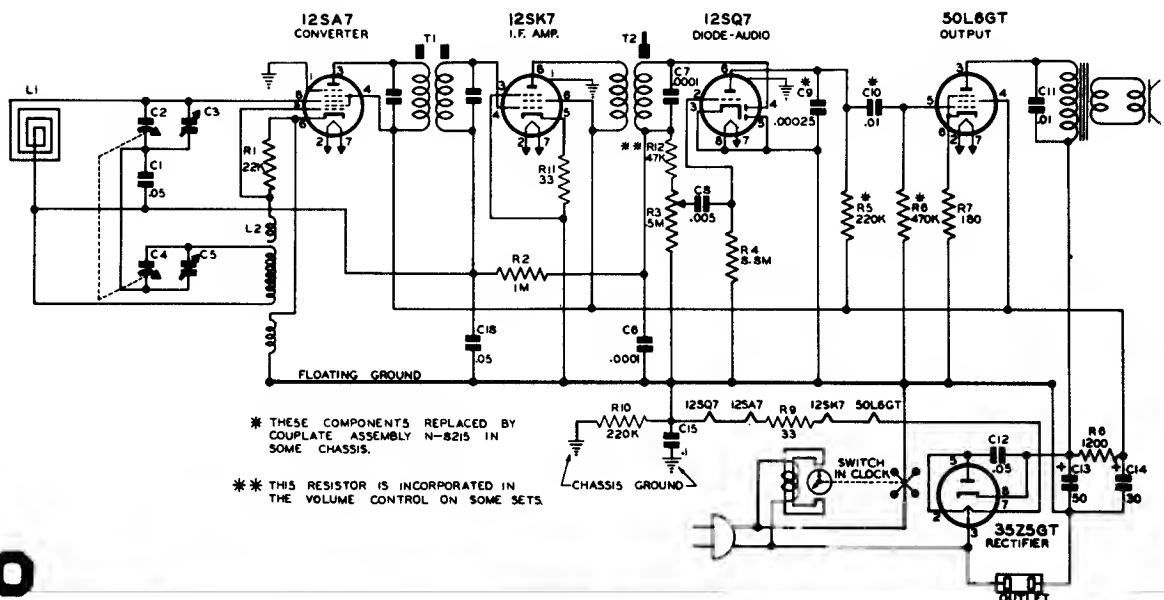 12SA7
CONVERTER
12SK7
I.F. AMP.
12SQ7
DIODE-AUDIO
50L6GT
OUTPUT
T1
T2
L1
C2
C3
C1
.05
R1
22K
L2
C4
C5
R11
33
C7
.0001
**
R12
47K
R3
.5M
C8
.005
R4
8.8M
*
C9
.00025
*
C10
.01
*
R5
220K
*
R6
470K
R7
180
C11
.01
R2
1M
C18
.05
C6
.0001
FLOATING GROUND
R10
220K
C15
.1
CHASSIS GROUND
12SQ7
12SA7
R9
33
12SK7
50L6GT
SWITCH
IN CLOCK
C12
.05
R8
1200
C13
50
C14
30
35Z5GT
RECTIFIER
OUTLET
* THESE COMPONENTS REPLACED BY
COUPLATE ASSEMBLY N-8215 IN
SOME CHASSIS.
** THIS RESISTOR IS INCORPORATED IN
THE VOLUME CONTROL ON SOME SETS.